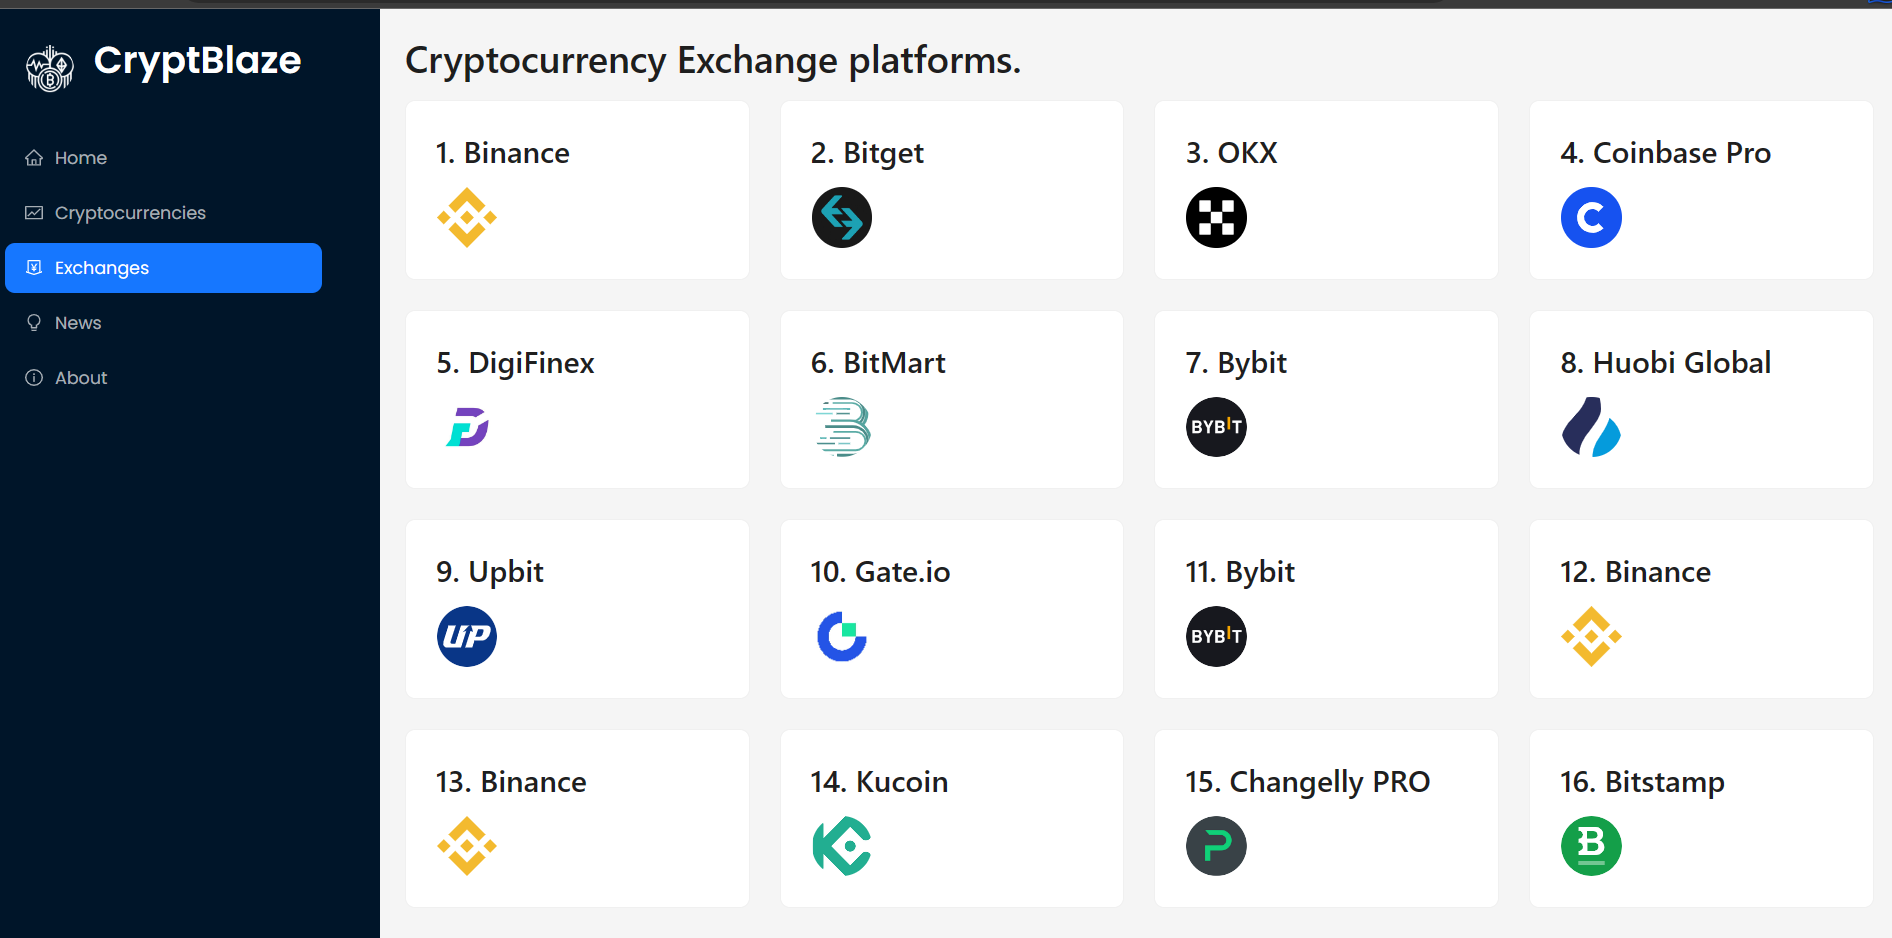 CryptBlaze
Home
Cryptocurrencies
Exchanges
News
About
Cryptocurrency Exchange platforms.
1. Binance
2. Bitget
3. OKX
4. Coinbase Pro
5. DigiFinex
6. BitMart
7. Bybit
BYBIT
8. Huobi Global
9. Upbit
UP
10. Gate.io
11. Bybit
BYBIT
12. Binance
13. Binance
14. Kucoin
15. Changelly PRO
16. Bitstamp